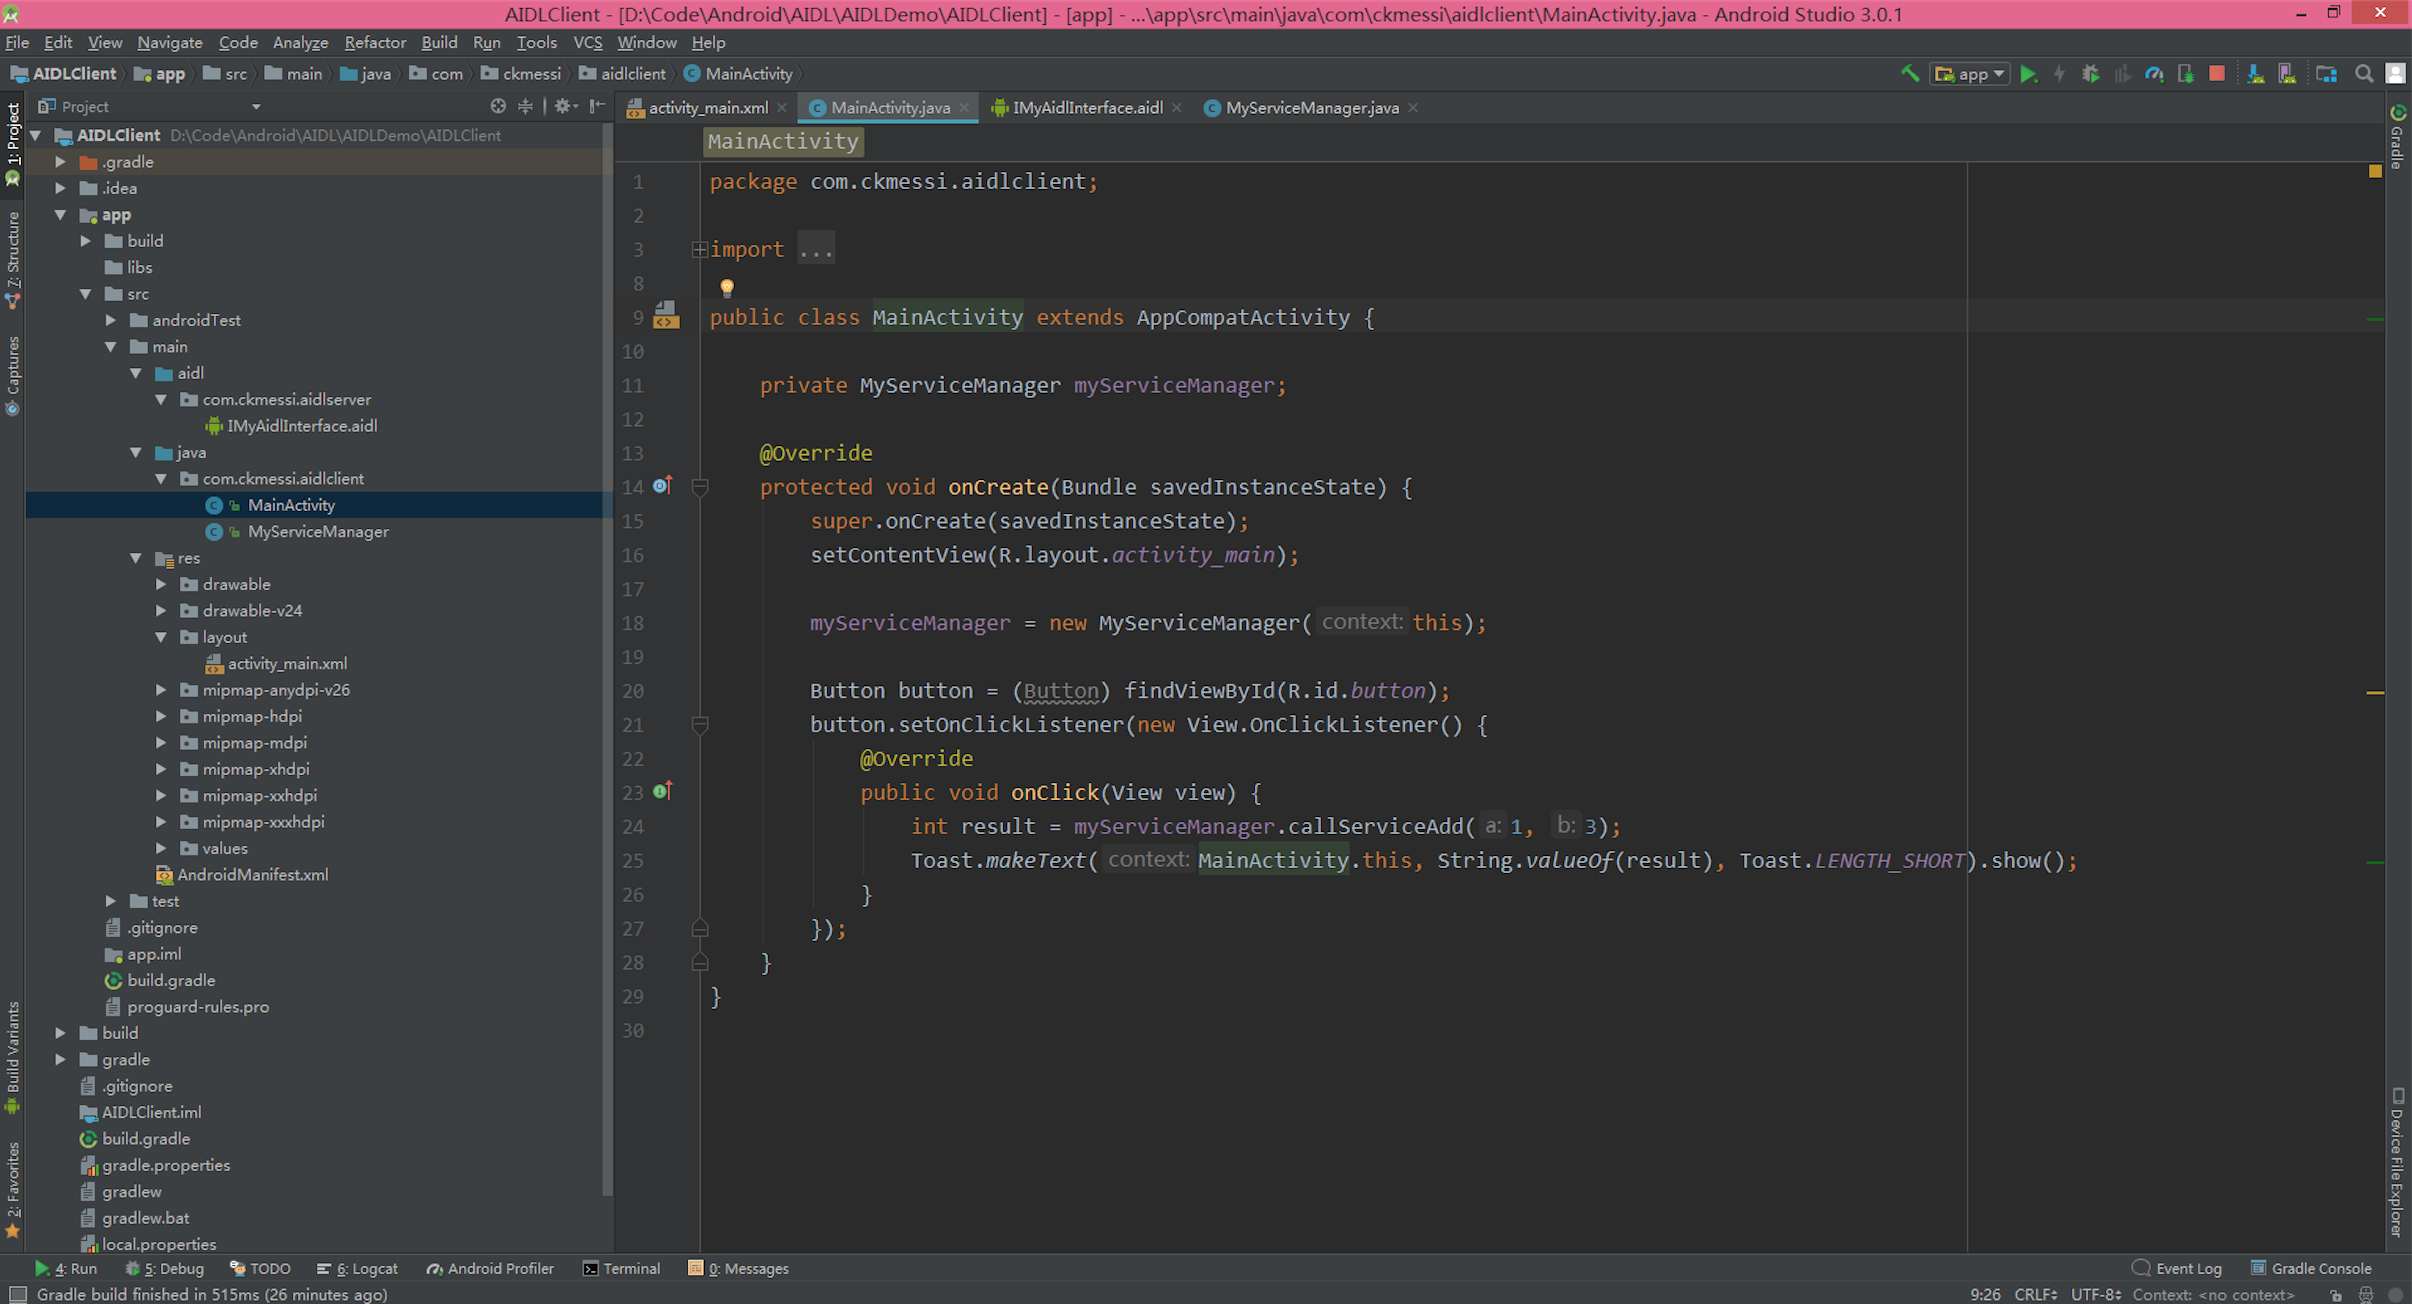 AIDLClient - [D:\Code\Android\AIDL\AIDLDemo\AIDLClient] - [app] - ...\app\src\main\java\com\ckmessi\aidlclient\MainActivity.java - Android Studio 3.0.1
File Edit View Navigate Code Analyze Refactor Build Run Tools VCS Window Help
AIDLClient app src main java com ckmessi aidlclient MainActivity
app
Project
activity_main.xml MainActivity.java IMyAidlInterface.aidl MyServiceManager.java
1: Project
7: Structure
Captures
Build Variants
2: Favorites
AIDLClient D:\Code\Android\AIDL\AIDLDemo\AIDLClient
.gradle
.idea
app
build
libs
src
androidTest
main
aidl
com.ckmessi.aidlserver
IMyAidlInterface.aidl
java
com.ckmessi.aidlclient
MainActivity
MyServiceManager
res
drawable
drawable-v24
layout
activity_main.xml
mipmap-anydpi-v26
mipmap-hdpi
mipmap-mdpi
mipmap-xhdpi
mipmap-xxhdpi
mipmap-xxxhdpi
values
AndroidManifest.xml
test
.gitignore
app.iml
build.gradle
proguard-rules.pro
build
gradle
.gitignore
AIDLClient.iml
build.gradle
gradle.properties
gradlew
gradlew.bat
local.properties
MainActivity
1 package com.ckmessi.aidlclient;
2
3 import ...
8
9 public class MainActivity extends AppCompatActivity {
10
11 private MyServiceManager myServiceManager;
12
13 @Override
14 protected void onCreate(Bundle savedInstanceState) {
15 super.onCreate(savedInstanceState);
16 setContentView(R.layout.activity_main);
17
18 myServiceManager = new MyServiceManager( context: this);
19
20 Button button = (Button) findViewById(R.id.button);
21 button.setOnClickListener(new View.OnClickListener() {
22 @Override
23 public void onClick(View view) {
24 int result = myServiceManager.callServiceAdd( a: 1, b: 3);
25 Toast.makeText( context: MainActivity.this, String.valueOf(result), Toast.LENGTH_SHORT).show();
26 }
27 });
28 }
29 }
30
Gradle
Device File Explorer
4: Run 5: Debug TODO 6: Logcat Android Profiler Terminal 0: Messages Event Log Gradle Console
Gradle build finished in 515ms (26 minutes ago) 9:26 CRLF UTF-8 Context: <no context>